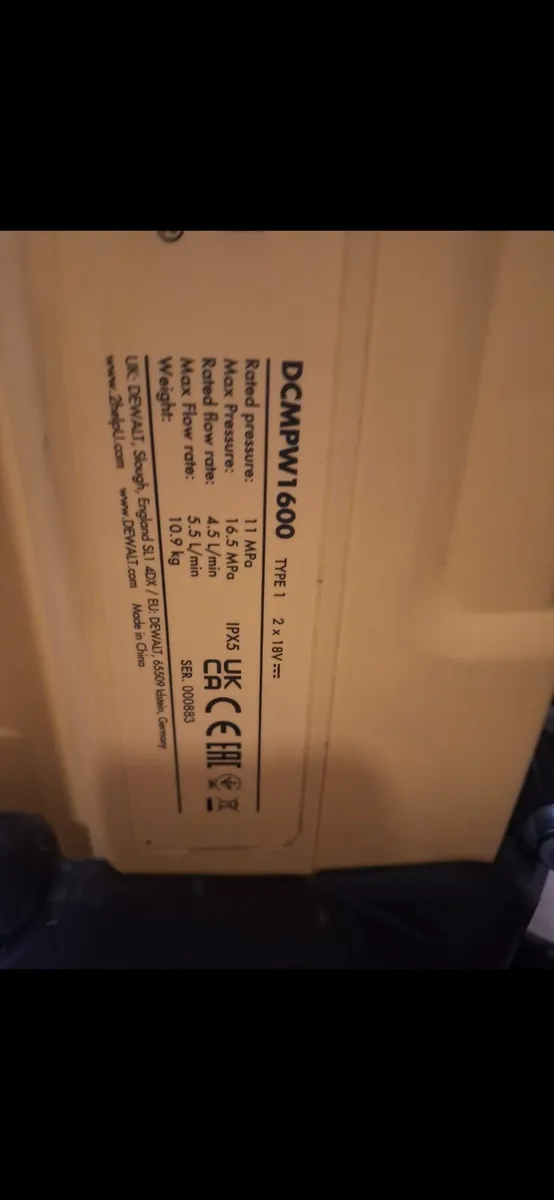 DCMPW1600 TYPE 1 2 x 18V
Rated pressure: 11 MPa
Max Pressure: 16.5 MPa
Rated flow rate: 4.5 L/min
Max Flow rate: 5.5 L/min
Weight: 10.9 kg
IPX5 UK CA CE EAC
SER. 000883
UK: DEWALT, Slough, England SL1 4DX / EU: DEWALT, 65509 Idstein, Germany
www.2helpU.com www.DEWALT.com Made in China